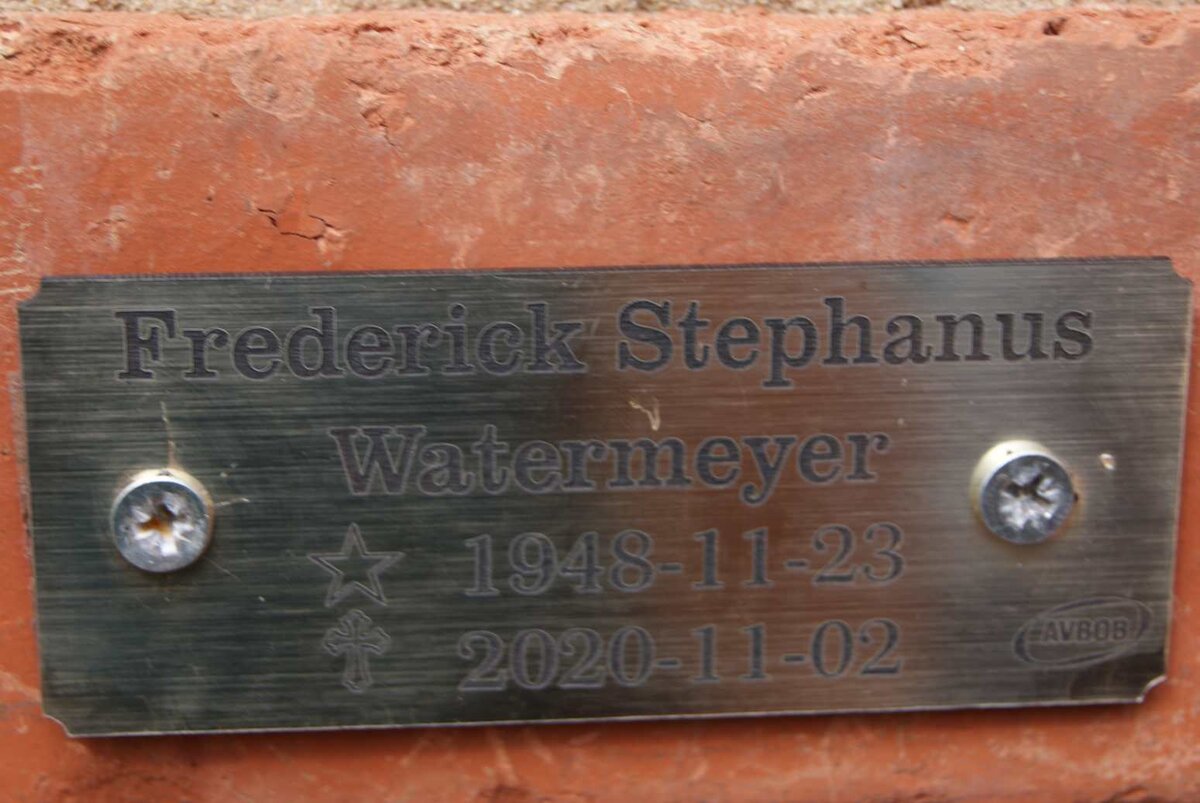 Frederick Stephanus
Watermeyer
1948-11-23
2020-11-02
AVBOB